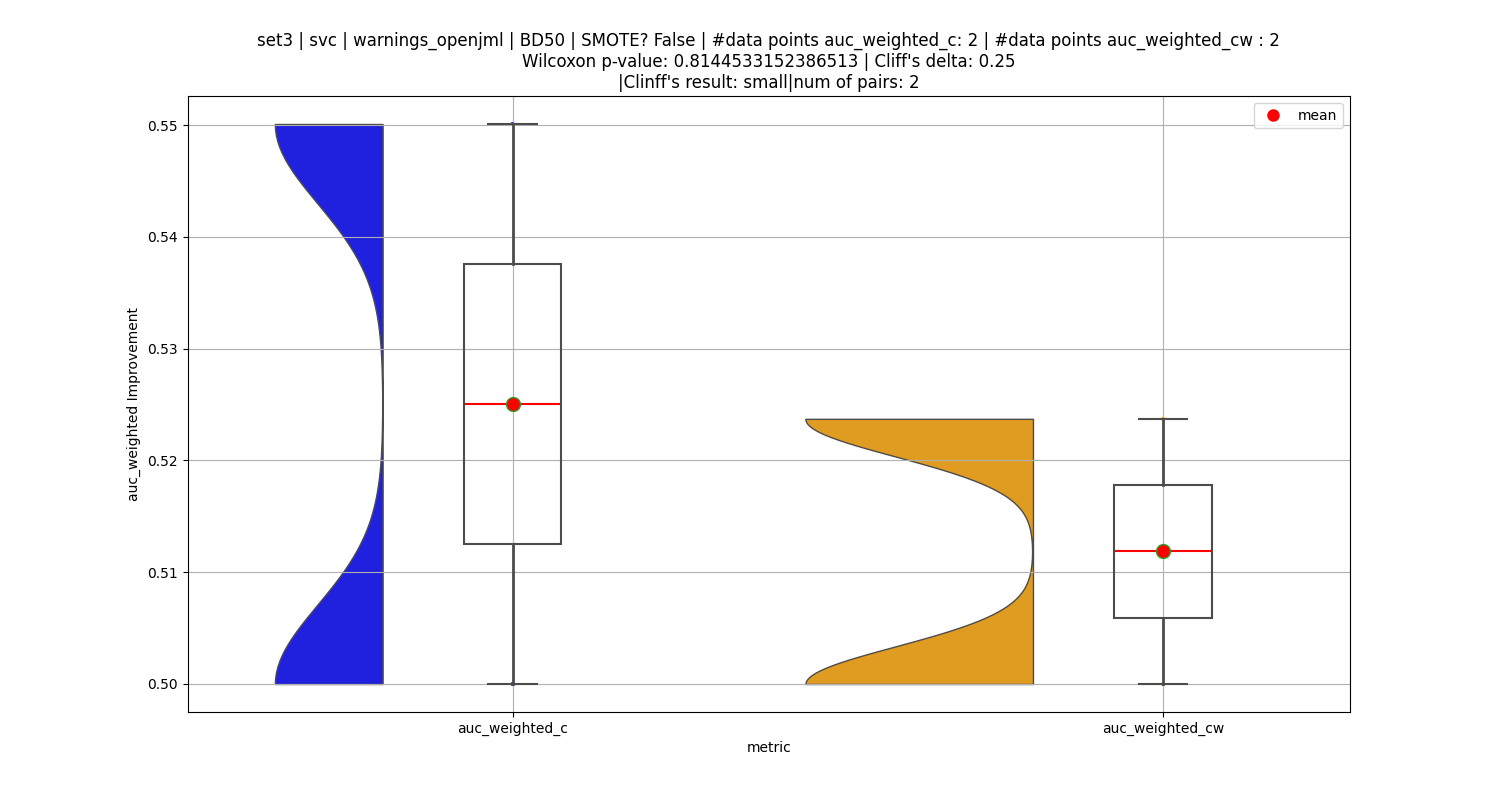 set3 | svc | warnings_openjml | BD50 | SMOTE? False | #data points auc_weighted_c: 2 | #data points auc_weighted_cw : 2
Wilcoxon p-value: 0.8144533152386513 | Cliff's delta: 0.25
|Clinff's result: small|num of pairs: 2
mean
0.55
0.54
0.53
0.52
0.51
0.50
auc_weighted Improvement
auc_weighted_c
auc_weighted_cw
metric